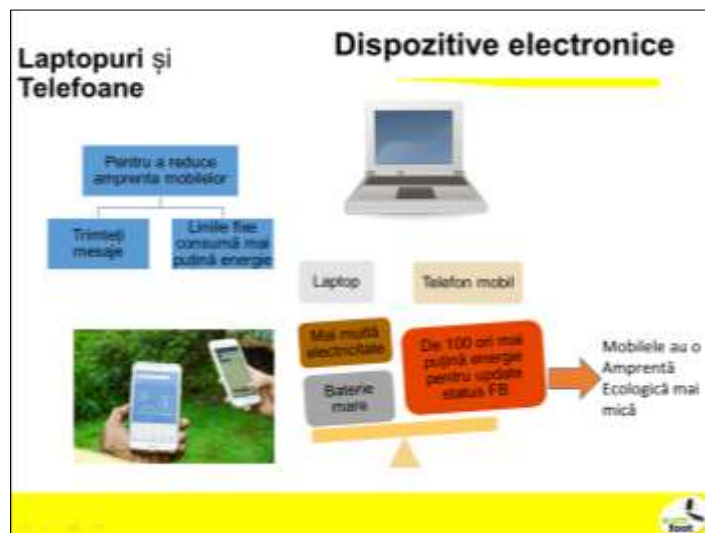 Laptopuri și
Telefoane
Dispozitive electronice
Pentru a reduce
amprenta mobilelor
Trimteți
mesaje
Liniile fixe
consumă mai
puțină energie
Laptop
Telefon mobil
Mai multă
electricitate
Baterie
mare
De 100 ori mai
puțină energie
pentru update
status FB
Mobilele au o
Amprentă
Ecologică mai
mică
foot